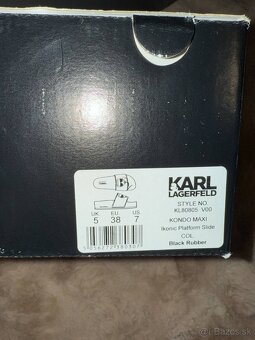 KARL
LAGERFELD
STYLE NO.
KL80805 V00
UK EU US
5 38 7
KONDO MAXI
Ikonic Platform Slide
COL.
Black Rubber
5056272380307
bazos.sk